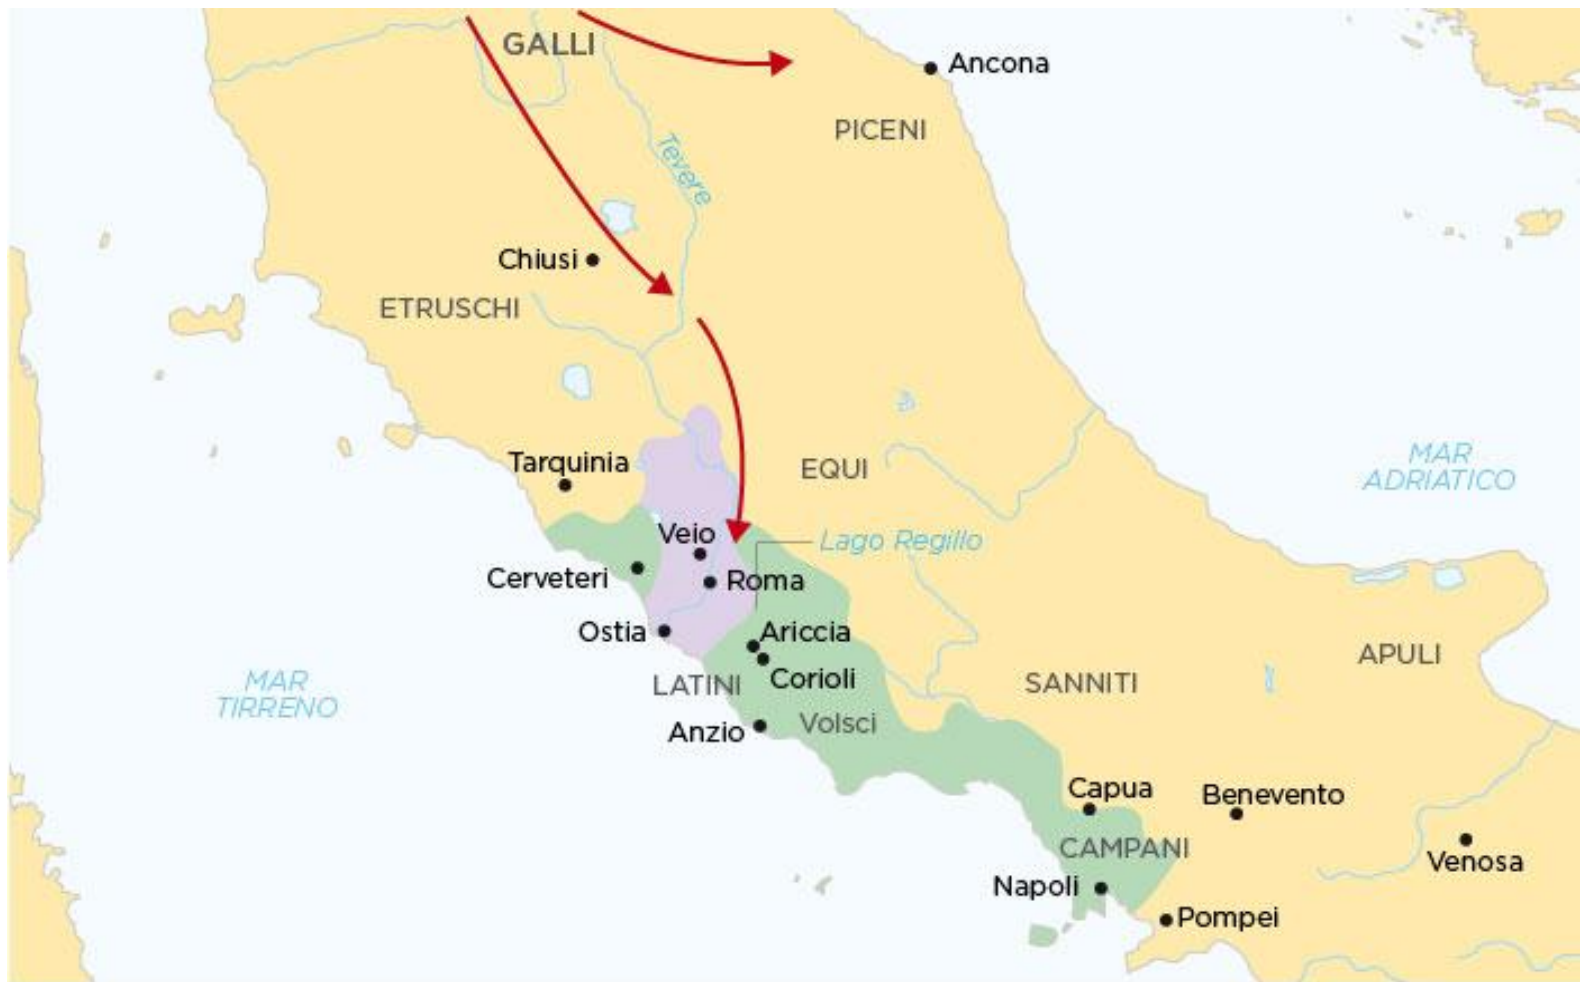 GALLI
Ancona
PICENI
Tevere
Chiusi
ETRUSCHI
Tarquinia
EQUI
MAR
ADRIATICO
Veio
Lago Regillo
Cerveteri
Roma
Ostia
Ariccia
LATINI
Corioli
SANNITI
APULI
MAR
TIRRENO
Anzio
Volsci
Capua
Benevento
CAMPANI
Venosa
Napoli
Pompei